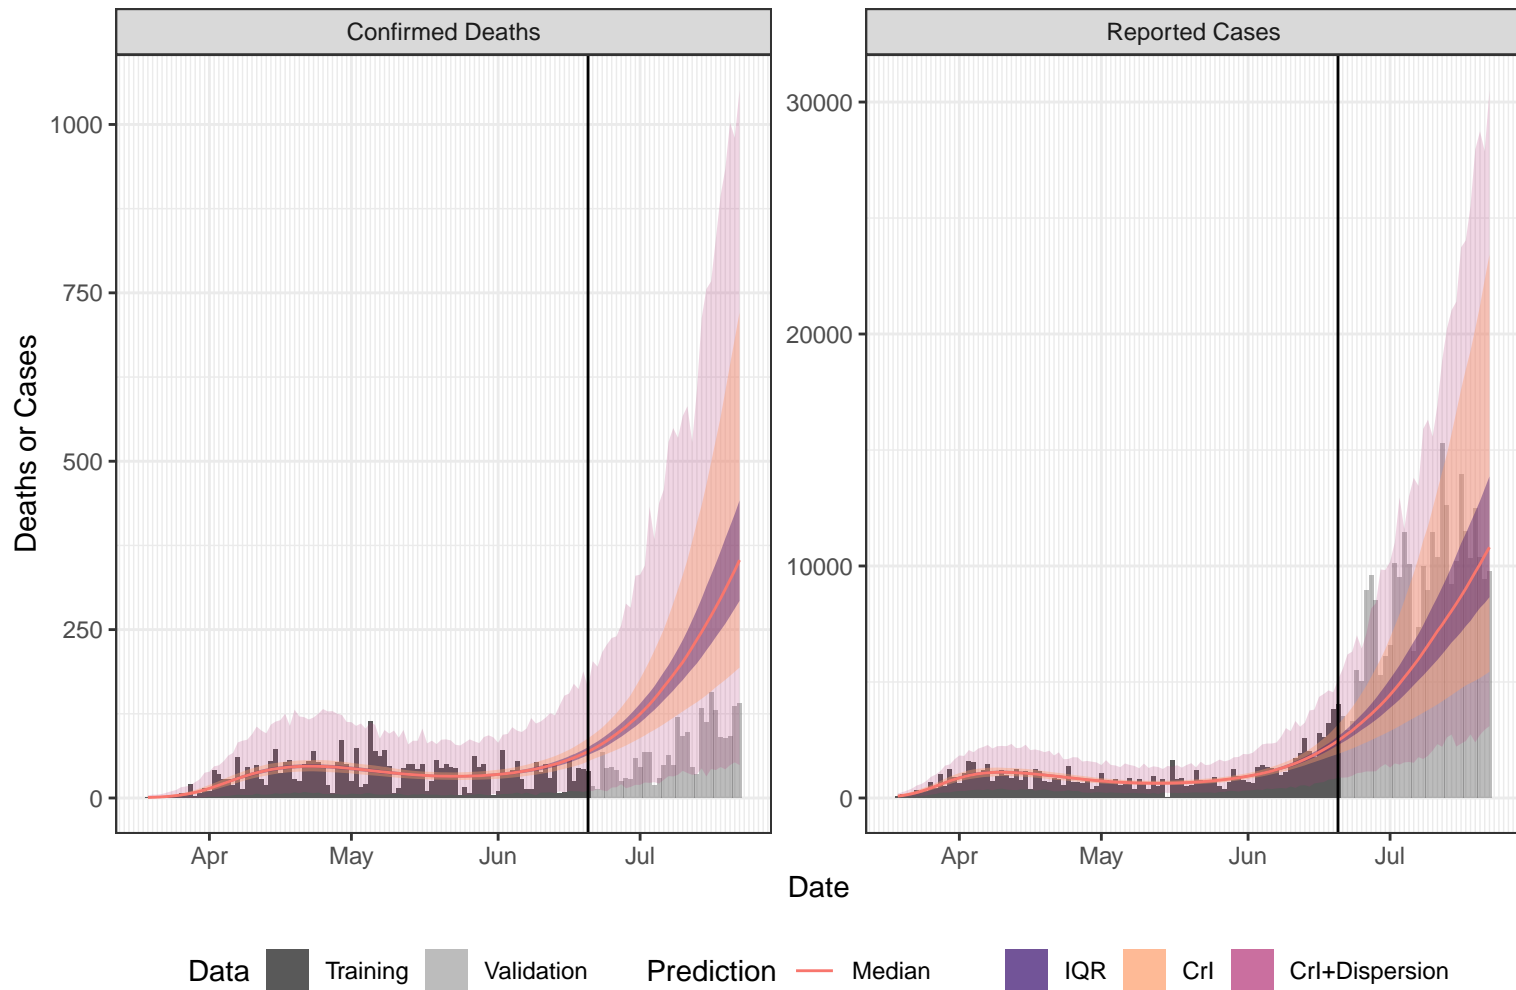 Confirmed Deaths
Reported Cases
Deaths or Cases
1000
750
500
250
0
30000
20000
10000
0
Apr May Jun Jul
Apr May Jun Jul
Date
Data Training Validation Prediction Median IQR CrI CrI+Dispersion